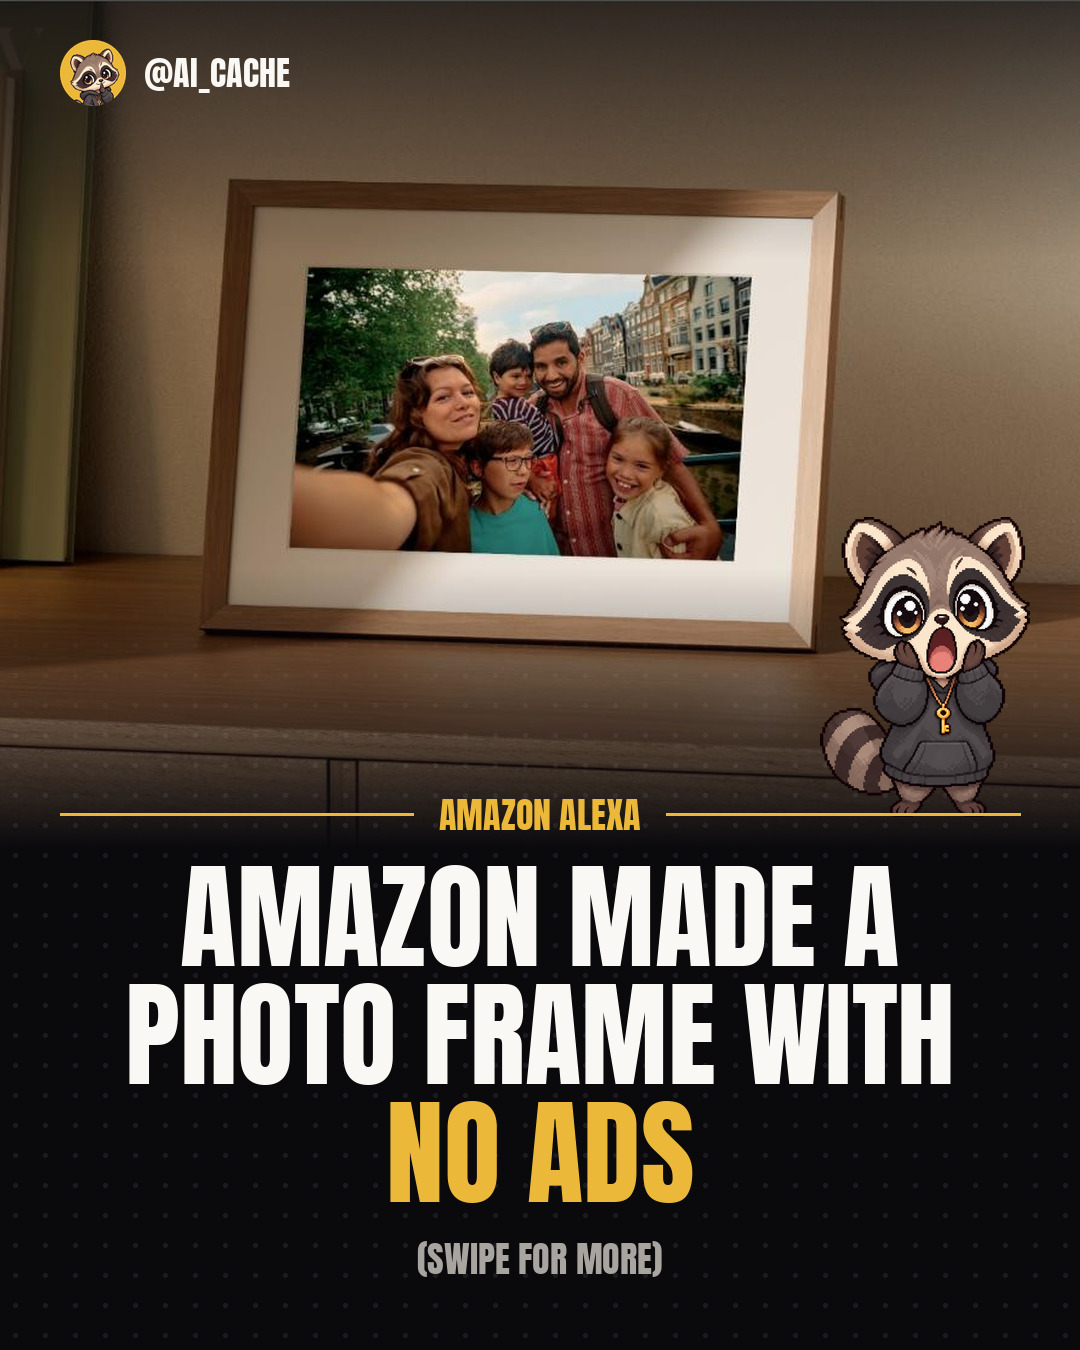 @AI_CACHE
AMAZON ALEXA
AMAZON MADE A
PHOTO FRAME WITH
NO ADS
(SWIPE FOR MORE)